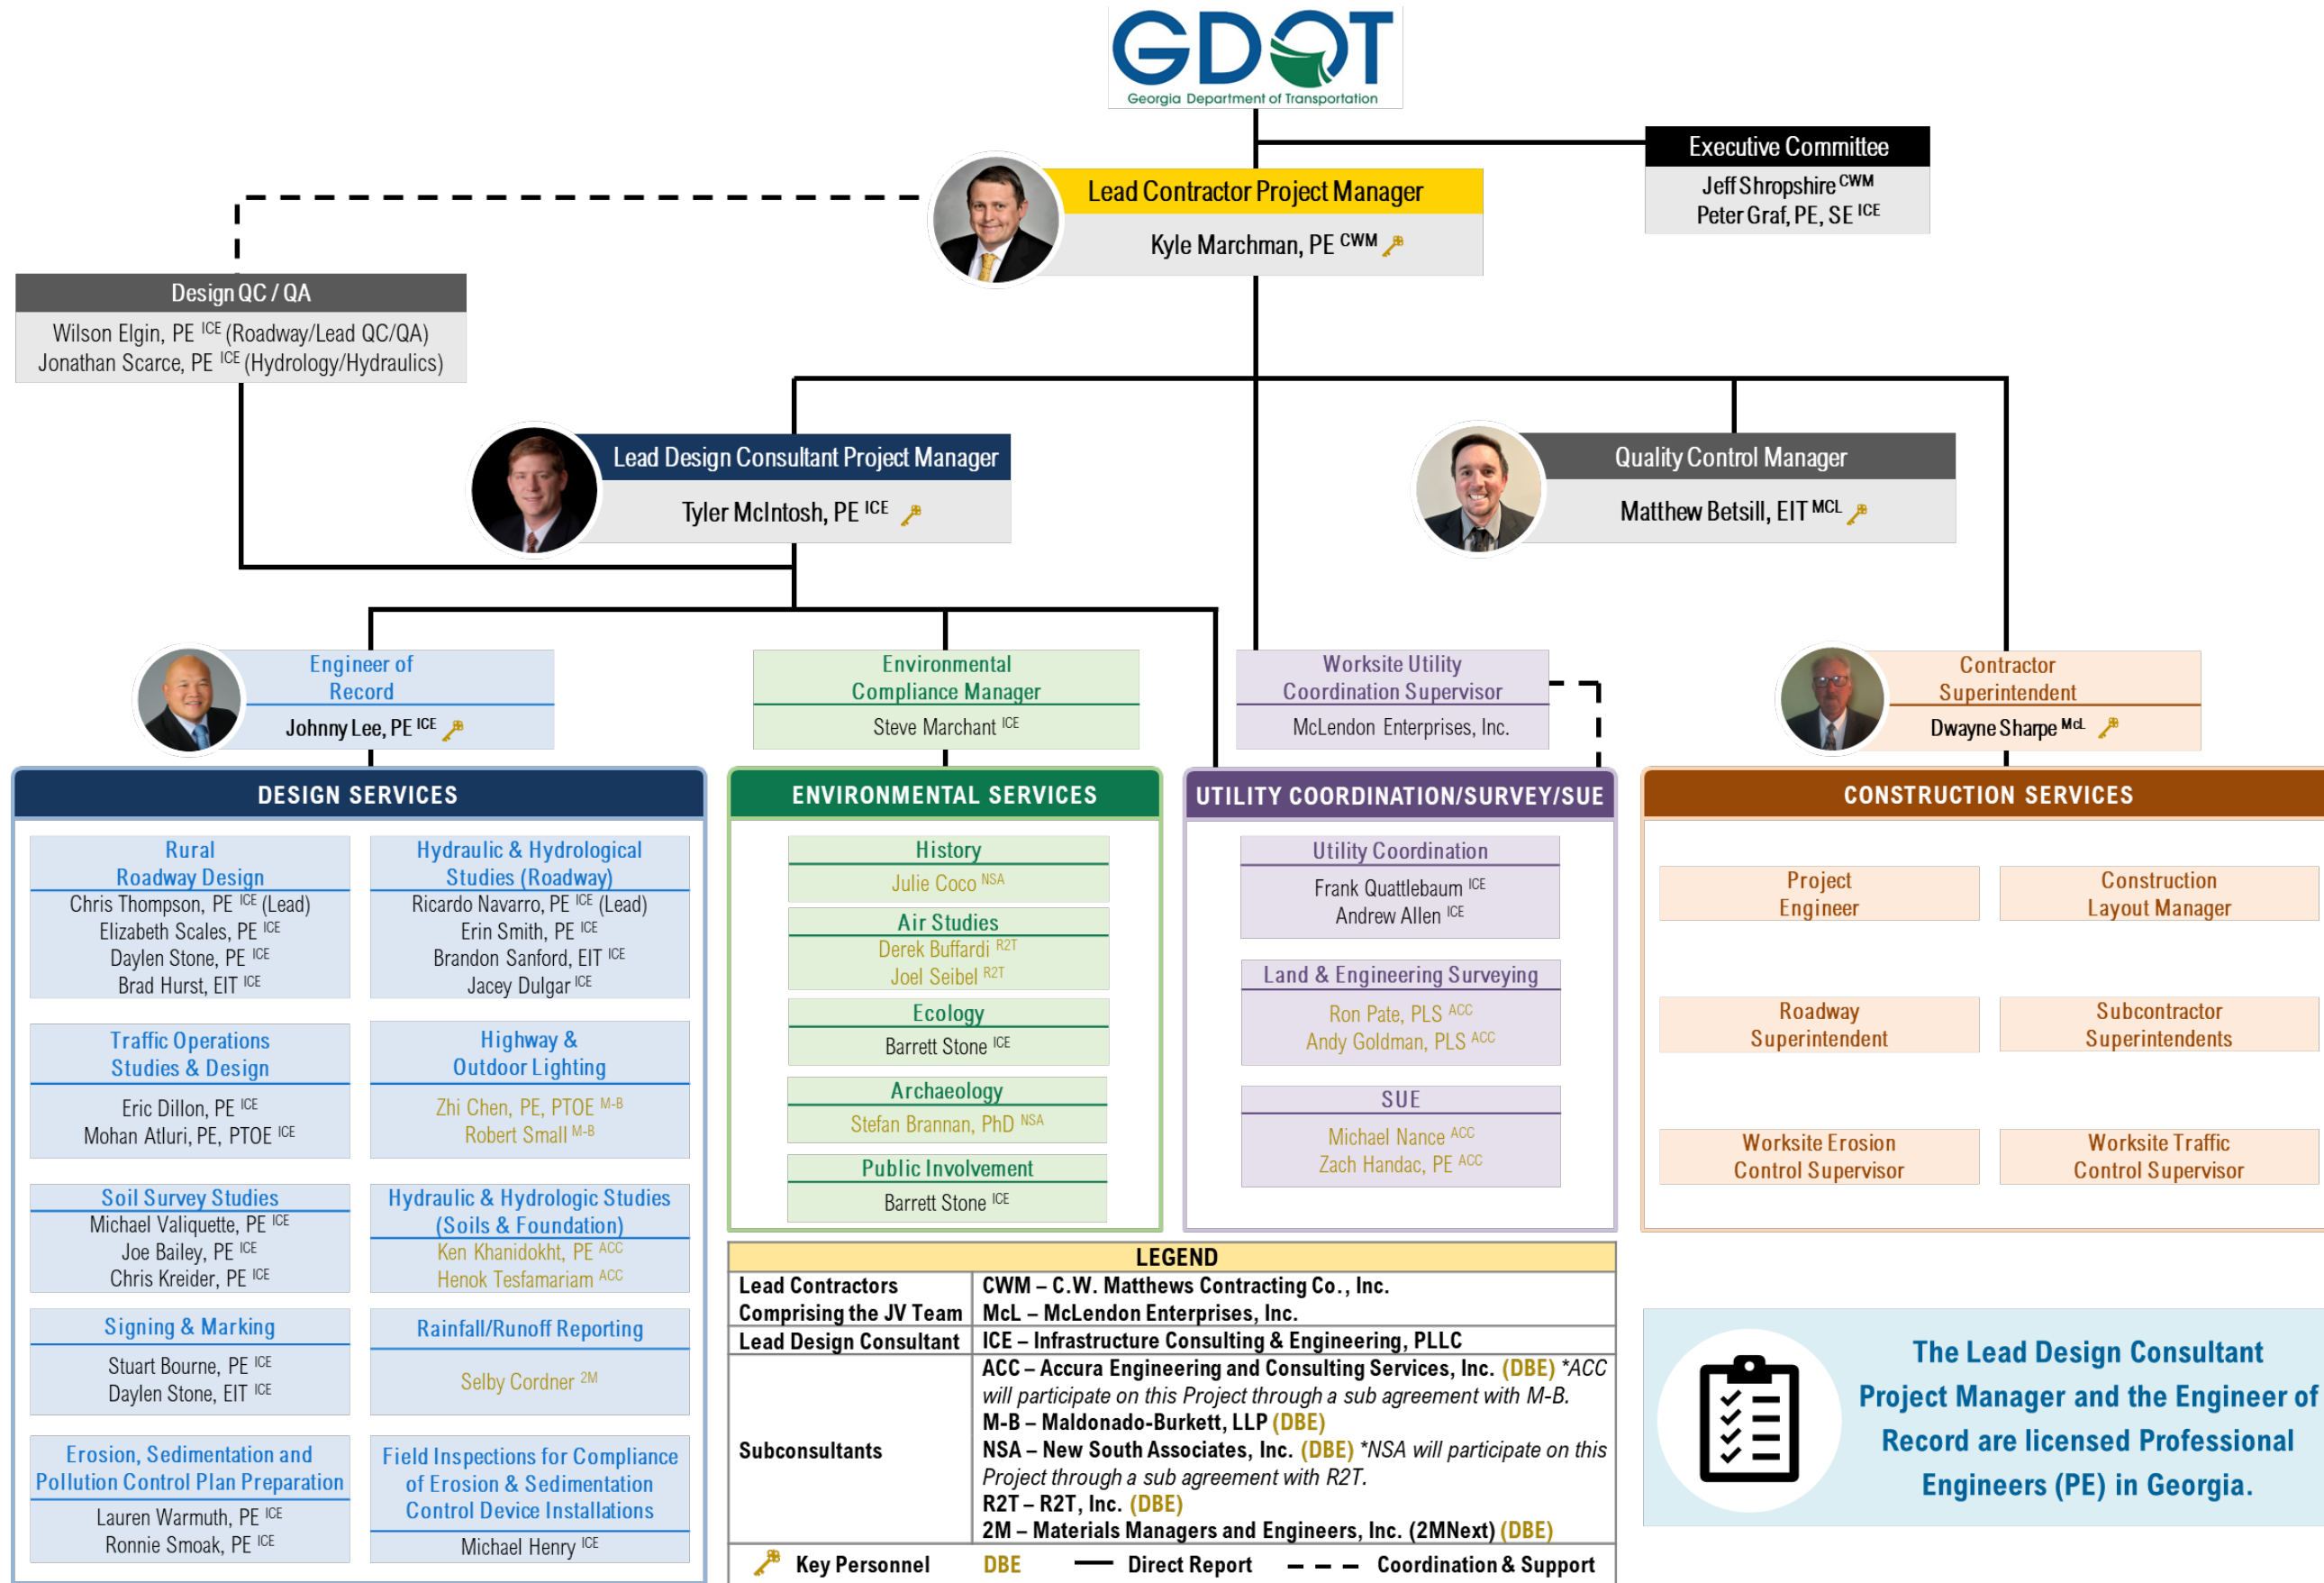 GDOT
Georgia Department of Transportation
Executive Committee
Jeff Shropshire CWM
Peter Graf, PE, SE ICE
Lead Contractor Project Manager
Kyle Marchman, PE CWM
Design QC / QA
Wilson Elgin, PE ICE (Roadway/Lead QC/QA)
Jonathan Scarce, PE ICE (Hydrology/Hydraulics)
Lead Design Consultant Project Manager
Tyler McIntosh, PE ICE
Quality Control Manager
Matthew Betsill, EIT MCL
Engineer of
Record
Johnny Lee, PE ICE
Environmental
Compliance Manager
Steve Marchant ICE
Worksite Utility
Coordination Supervisor
McLendon Enterprises, Inc.
Contractor
Superintendent
Dwayne Sharpe McL
DESIGN SERVICES
Rural
Roadway Design
Chris Thompson, PE ICE (Lead)
Elizabeth Scales, PE ICE
Daylen Stone, PE ICE
Brad Hurst, EIT ICE
Hydraulic & Hydrological
Studies (Roadway)
Ricardo Navarro, PE ICE (Lead)
Erin Smith, PE ICE
Brandon Sanford, EIT ICE
Jacey Dulgar ICE
Traffic Operations
Studies & Design
Eric Dillon, PE ICE
Mohan Atluri, PE, PTOE ICE
Highway &
Outdoor Lighting
Zhi Chen, PE, PTOE M-B
Robert Small M-B
Soil Survey Studies
Michael Valiquette, PE ICE
Joe Bailey, PE ICE
Chris Kreider, PE ICE
Hydraulic & Hydrologic Studies
(Soils & Foundation)
Ken Khanidokht, PE ACC
Henok Tesfamariam ACC
Signing & Marking
Stuart Bourne, PE ICE
Daylen Stone, EIT ICE
Rainfall/Runoff Reporting
Selby Cordner 2M
Erosion, Sedimentation and
Pollution Control Plan Preparation
Lauren Warmuth, PE ICE
Ronnie Smoak, PE ICE
Field Inspections for Compliance
of Erosion & Sedimentation
Control Device Installations
Michael Henry ICE
ENVIRONMENTAL SERVICES
History
Julie Coco NSA
Air Studies
Derek Buffardi R2T
Joel Seibel R2T
Ecology
Barrett Stone ICE
Archaeology
Stefan Brannan, PhD NSA
Public Involvement
Barrett Stone ICE
UTILITY COORDINATION/SURVEY/SUE
Utility Coordination
Frank Quattlebaum ICE
Andrew Allen ICE
Land & Engineering Surveying
Ron Pate, PLS ACC
Andy Goldman, PLS ACC
SUE
Michael Nance ACC
Zach Handac, PE ACC
CONSTRUCTION SERVICES
Project
Engineer
Construction
Layout Manager
Roadway
Superintendent
Subcontractor
Superintendents
Worksite Erosion
Control Supervisor
Worksite Traffic
Control Supervisor
LEGEND
Lead Contractors
Comprising the JV Team
CWM – C.W. Matthews Contracting Co., Inc.
McL – McLendon Enterprises, Inc.
Lead Design Consultant
ICE – Infrastructure Consulting & Engineering, PLLC
Subconsultants
ACC – Accura Engineering and Consulting Services, Inc. (DBE) *ACC
will participate on this Project through a sub agreement with M-B.
M-B – Maldonado-Burkett, LLP (DBE)
NSA – New South Associates, Inc. (DBE) *NSA will participate on this
Project through a sub agreement with R2T.
R2T – R2T, Inc. (DBE)
2M – Materials Managers and Engineers, Inc. (2MNext) (DBE)
Key Personnel
DBE
Direct Report
Coordination & Support
The Lead Design Consultant
Project Manager and the Engineer of
Record are licensed Professional
Engineers (PE) in Georgia.